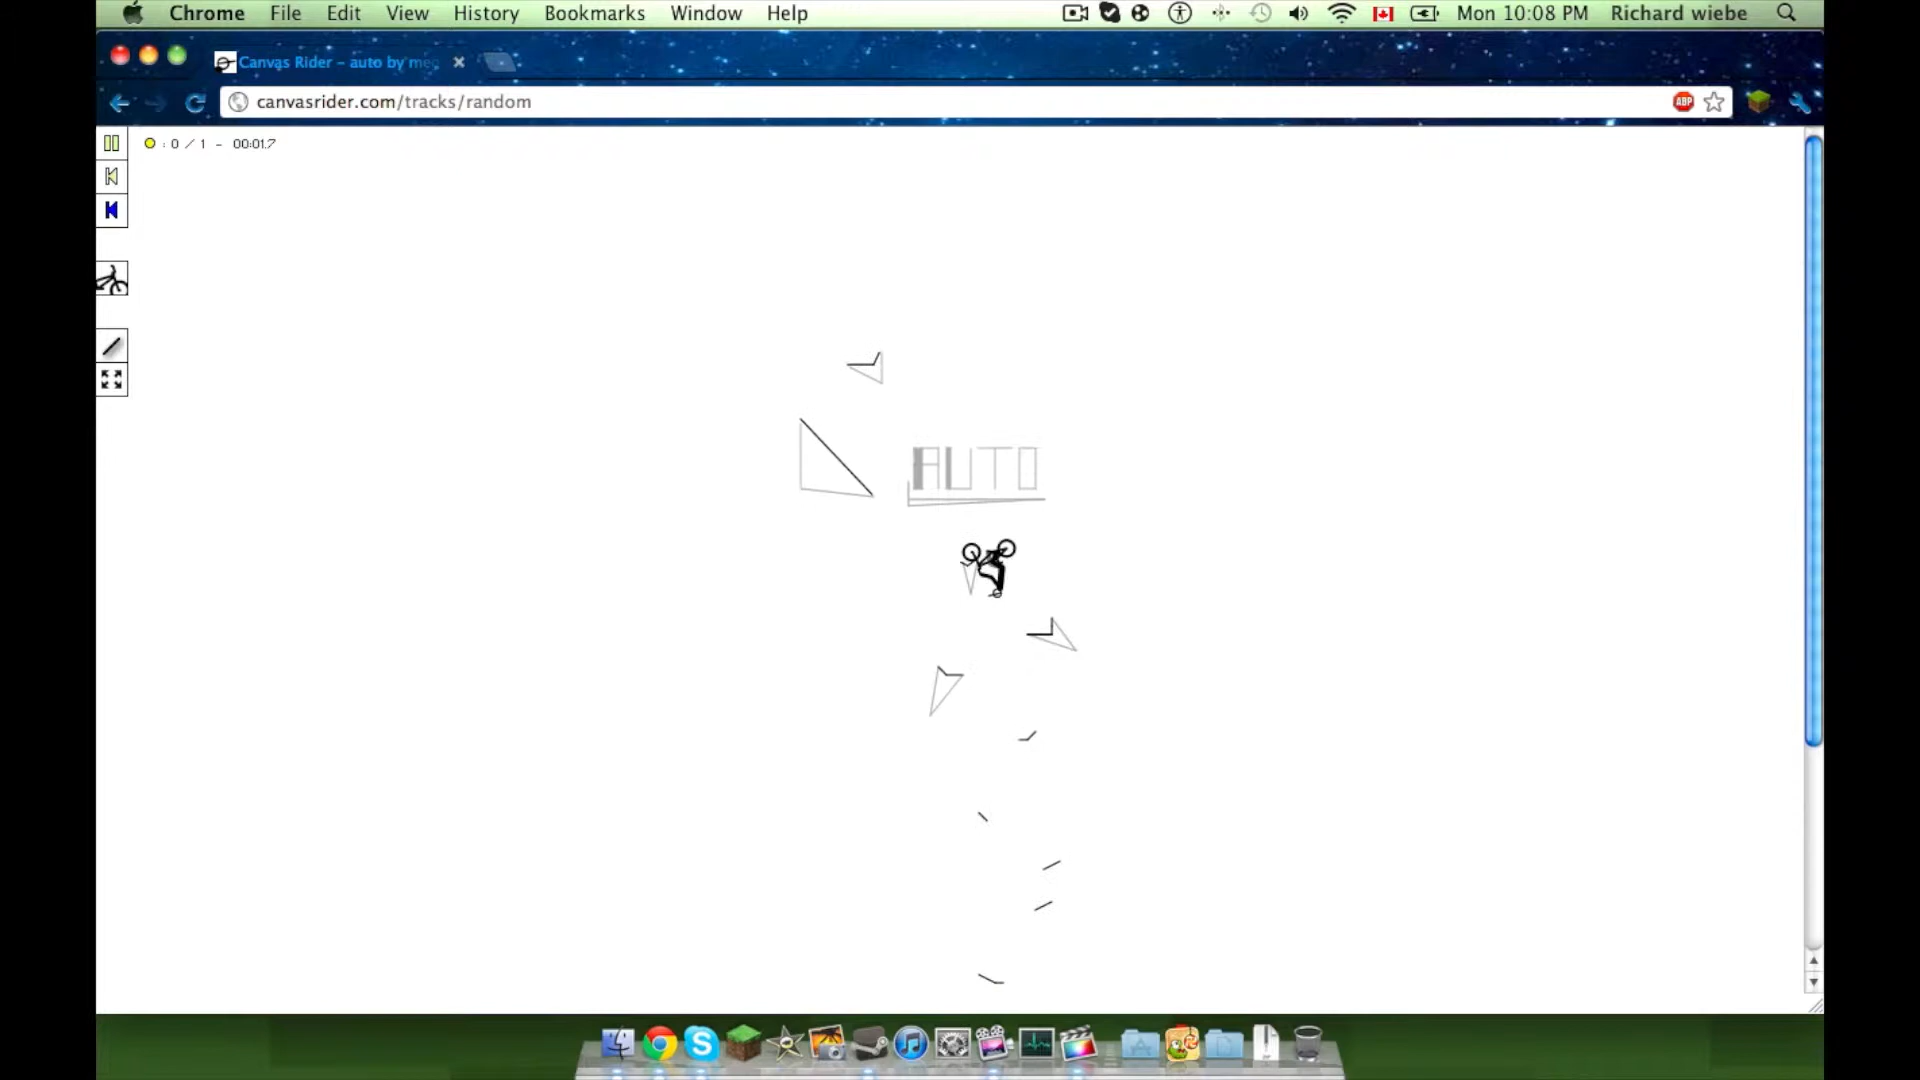 Chrome File Edit View History Bookmarks Window Help Mon 10:08 PM Richard wiebe
Canvas Rider - auto by me
canvasrider.com/tracks/random
ABP
: 0 / 1 - 00:01.7
AUTO